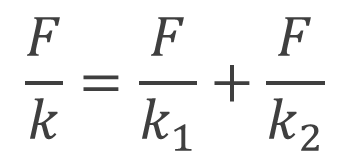 F/k = F/k₁ + F/k₂